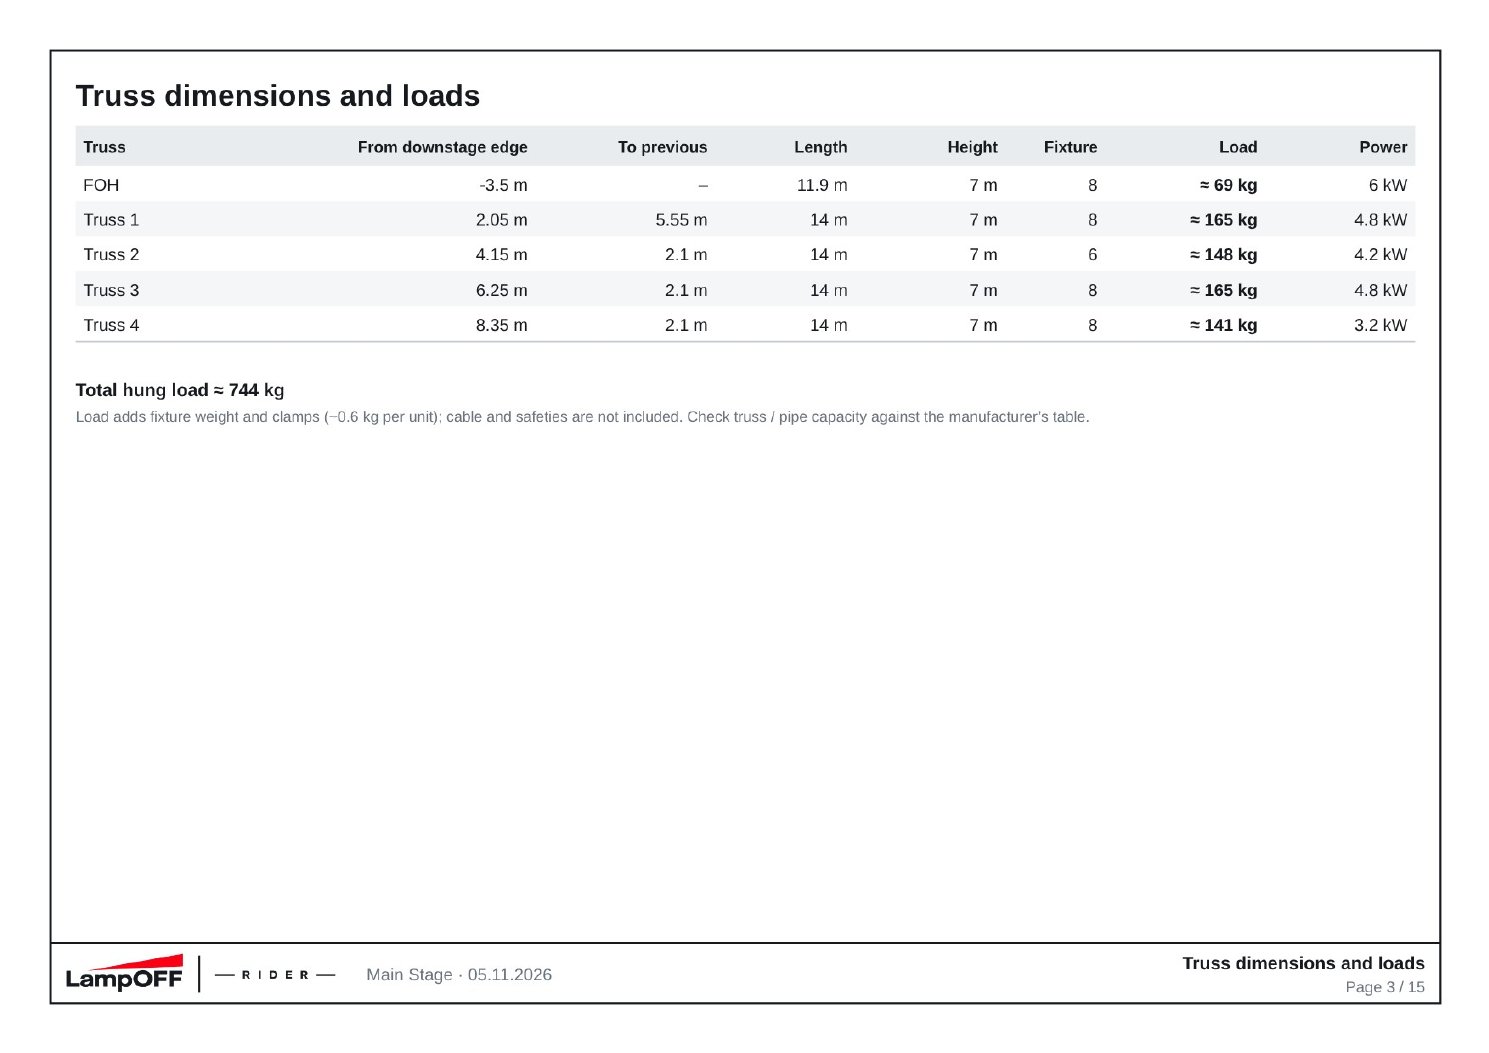 Truss dimensions and loads
Truss From downstage edge To previous Length Height Fixture Load Power
FOH -3.5 m – 11.9 m 7 m 8 ≈ 69 kg 6 kW
Truss 1 2.05 m 5.55 m 14 m 7 m 8 ≈ 165 kg 4.8 kW
Truss 2 4.15 m 2.1 m 14 m 7 m 6 ≈ 148 kg 4.2 kW
Truss 3 6.25 m 2.1 m 14 m 7 m 8 ≈ 165 kg 4.8 kW
Truss 4 8.35 m 2.1 m 14 m 7 m 8 ≈ 141 kg 3.2 kW
Total hung load ≈ 744 kg
Load adds fixture weight and clamps (~0.6 kg per unit); cable and safeties are not included. Check truss / pipe capacity against the manufacturer's table.
LampOFF — RIDER — Main Stage · 05.11.2026
Truss dimensions and loads
Page 3 / 15